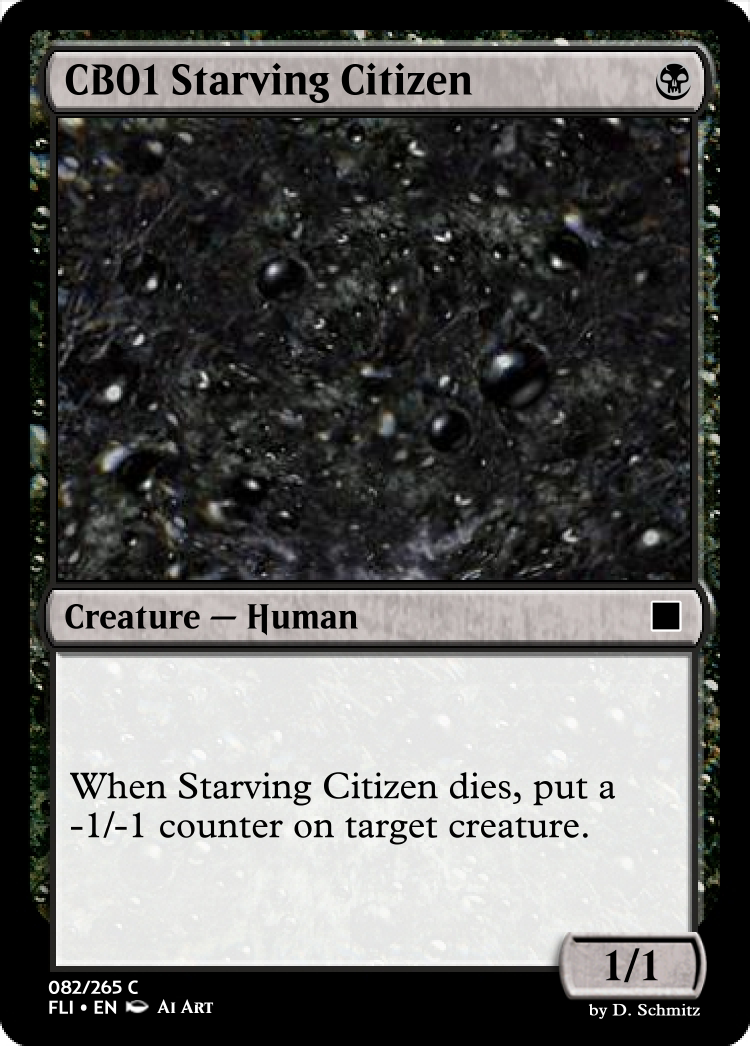 CB01 Starving Citizen
Creature — Human
When Starving Citizen dies, put a
-1/-1 counter on target creature.
1/1
082/265 C
FLI • EN AI ART
by D. Schmitz